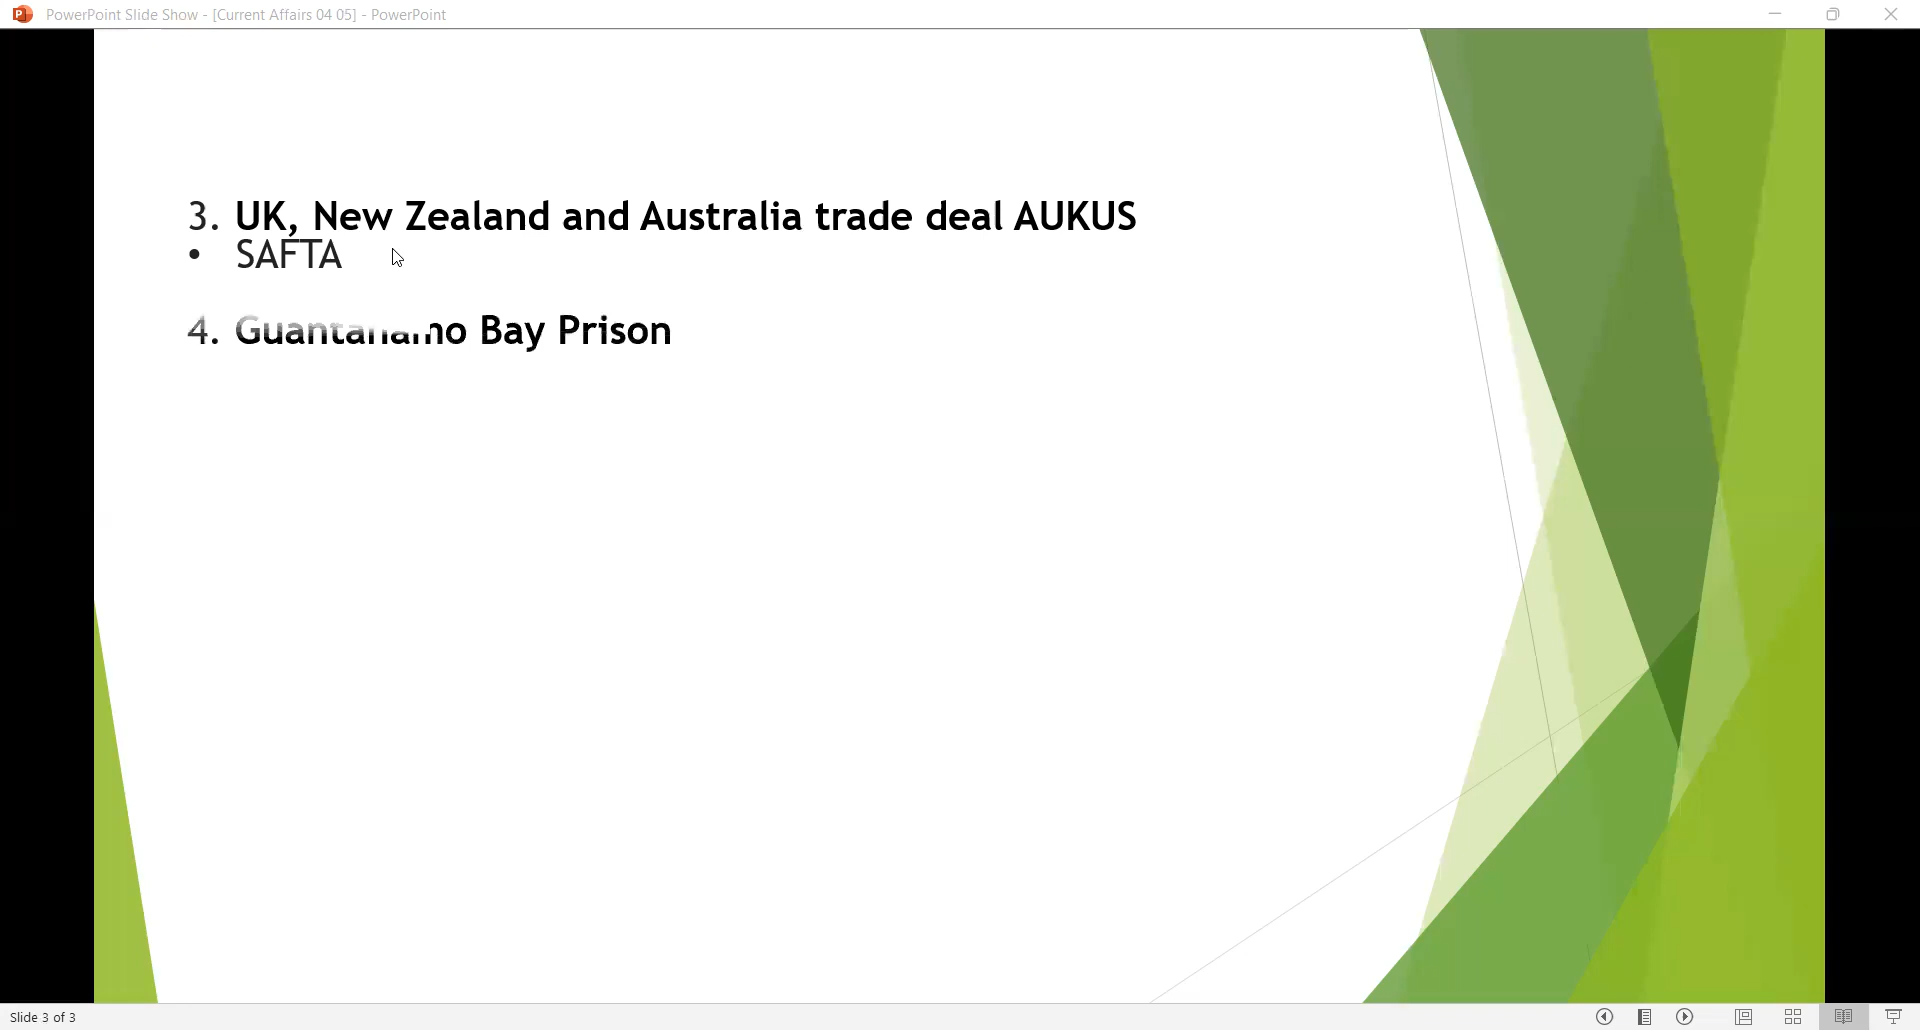 PowerPoint Slide Show - [Current Affairs 04 05] - PowerPoint
3. UK, New Zealand and Australia trade deal AUKUS
• SAFTA
4. Guantanamo Bay Prison
Slide 3 of 3